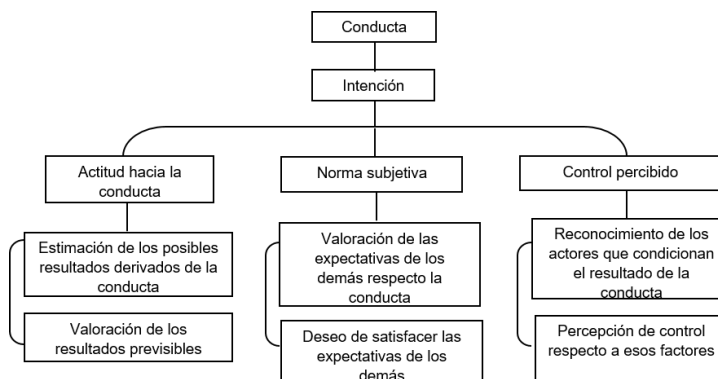 Conducta
Intención
Actitud hacia la
conducta
Norma subjetiva
Control percibido
Estimación de los posibles
resultados derivados de la
conducta
Valoración de las
expectativas de los
demás respecto la
conducta
Reconocimiento de los
actores que condicionan
el resultado de la
conducta
Valoración de los
resultados previsibles
Deseo de satisfacer las
expectativas de los
demás
Percepción de control
respecto a esos factores